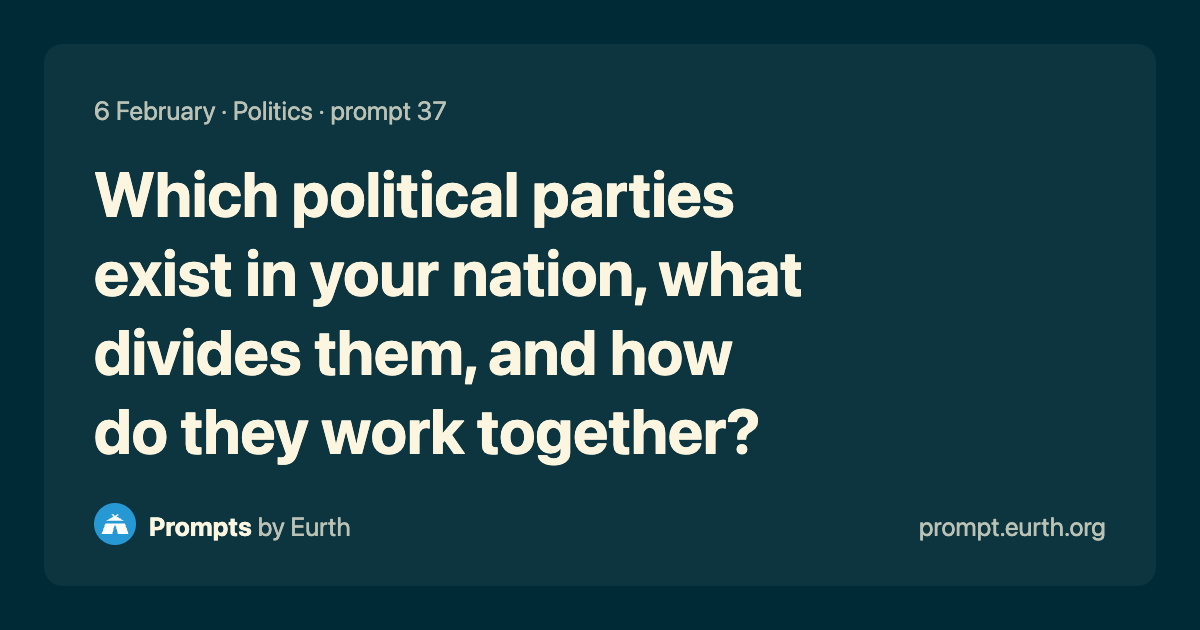 6 February · Politics · prompt 37
Which political parties
exist in your nation, what
divides them, and how
do they work together?
Prompts by Eurth
prompt.eurth.org